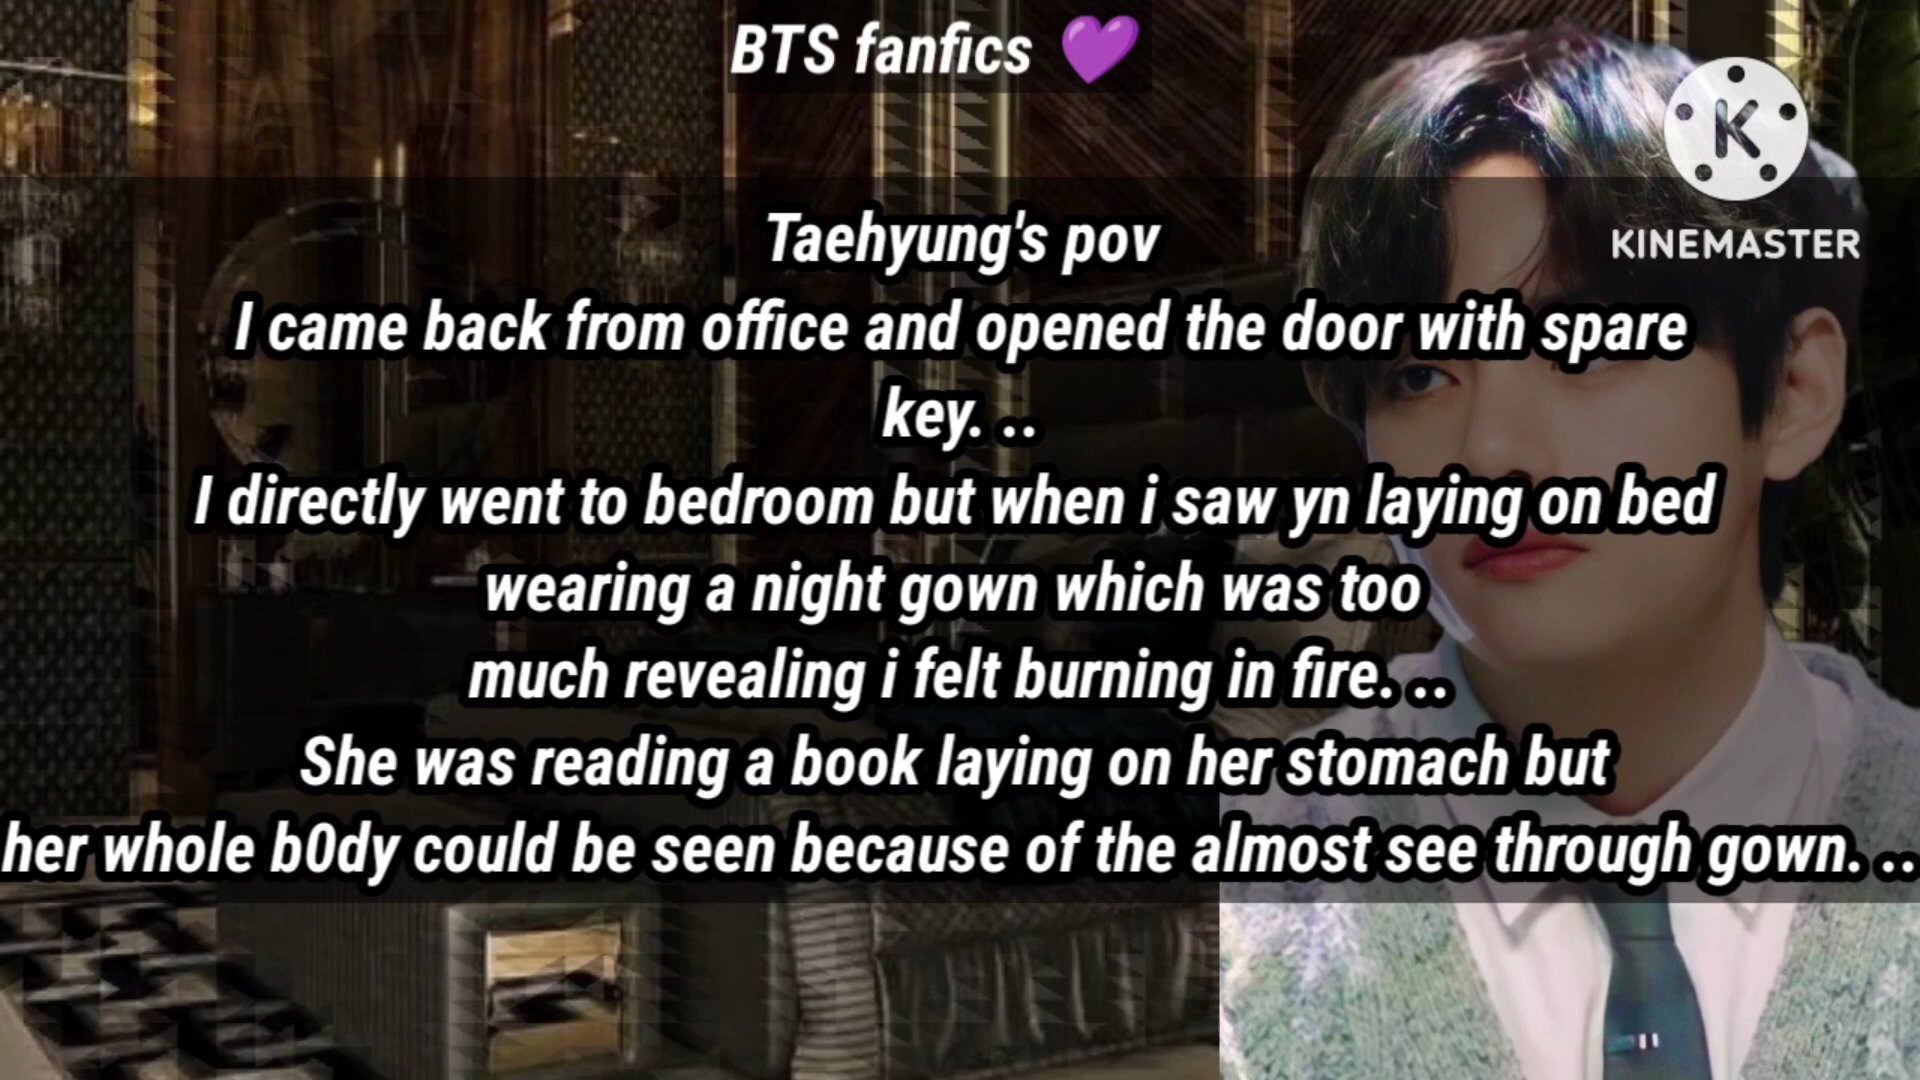 BTS fanfics 💜
K
KINEMASTER
Taehyung's pov
I came back from office and opened the door with spare
key. ..
I directly went to bedroom but when i saw yn laying on bed
wearing a night gown which was too
much revealing i felt burning in fire. ..
She was reading a book laying on her stomach but
her whole b0dy could be seen because of the almost see through gown. ..